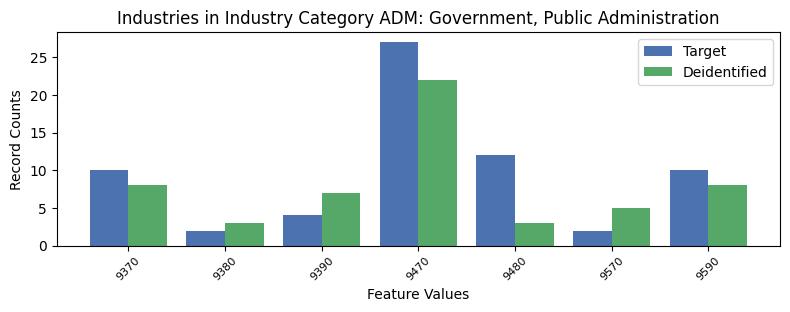 Industries in Industry Category ADM: Government, Public Administration
Target
Deidentified
Record Counts
25
20
15
10
5
0
9370
9380
9390
9470
9480
9570
9590
Feature Values